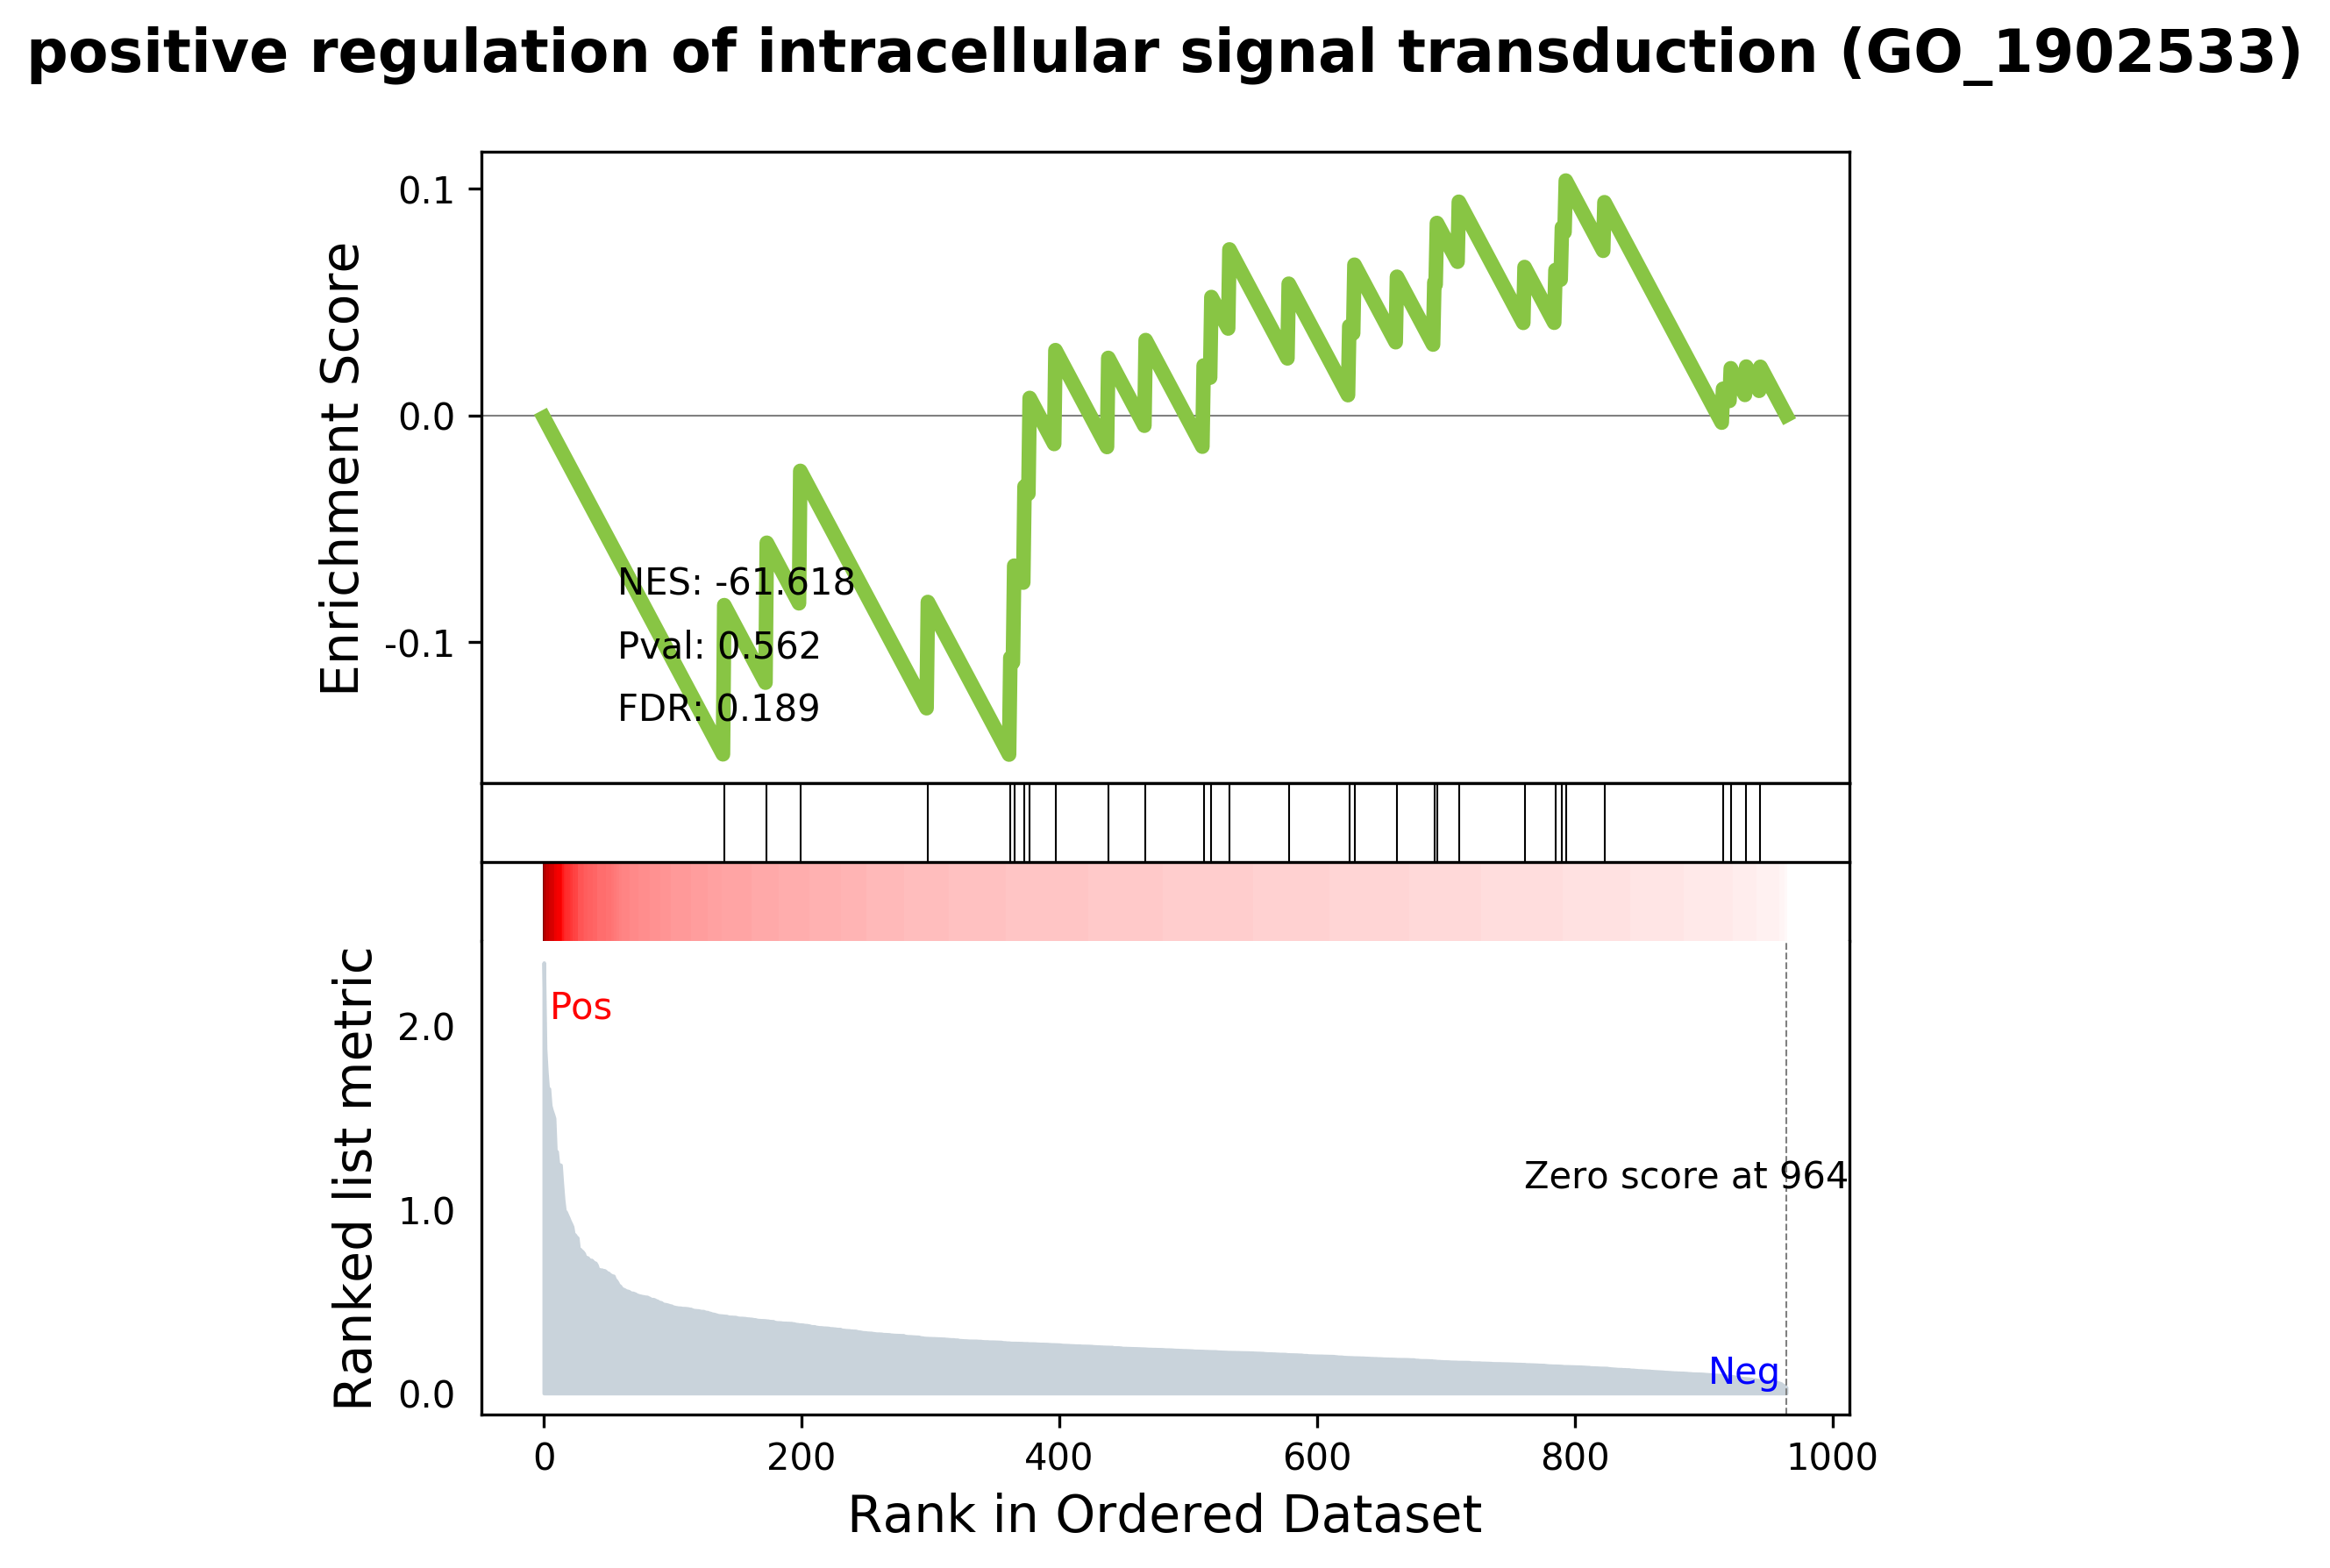 positive regulation of intracellular signal transduction (GO_1902533)
Enrichment Score
0.1
0.0
-0.1
NES: -61.618
Pval: 0.562
FDR: 0.189
Ranked list metric
2.0
1.0
0.0
Pos
Zero score at 964
Neg
0 200 400 600 800 1000
Rank in Ordered Dataset